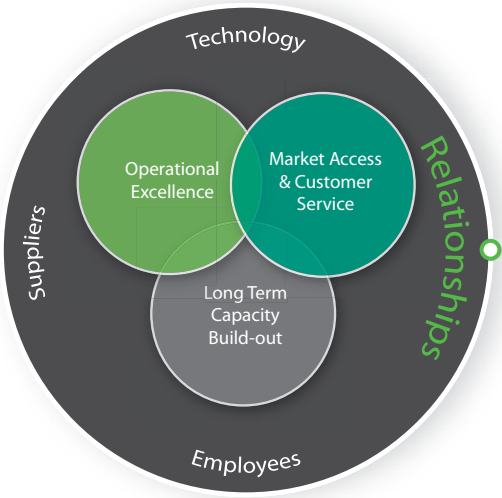 Technology
Operational
Excellence
Market Access
& Customer
Service
Relationships
Suppliers
Long Term
Capacity
Build-out
Employees